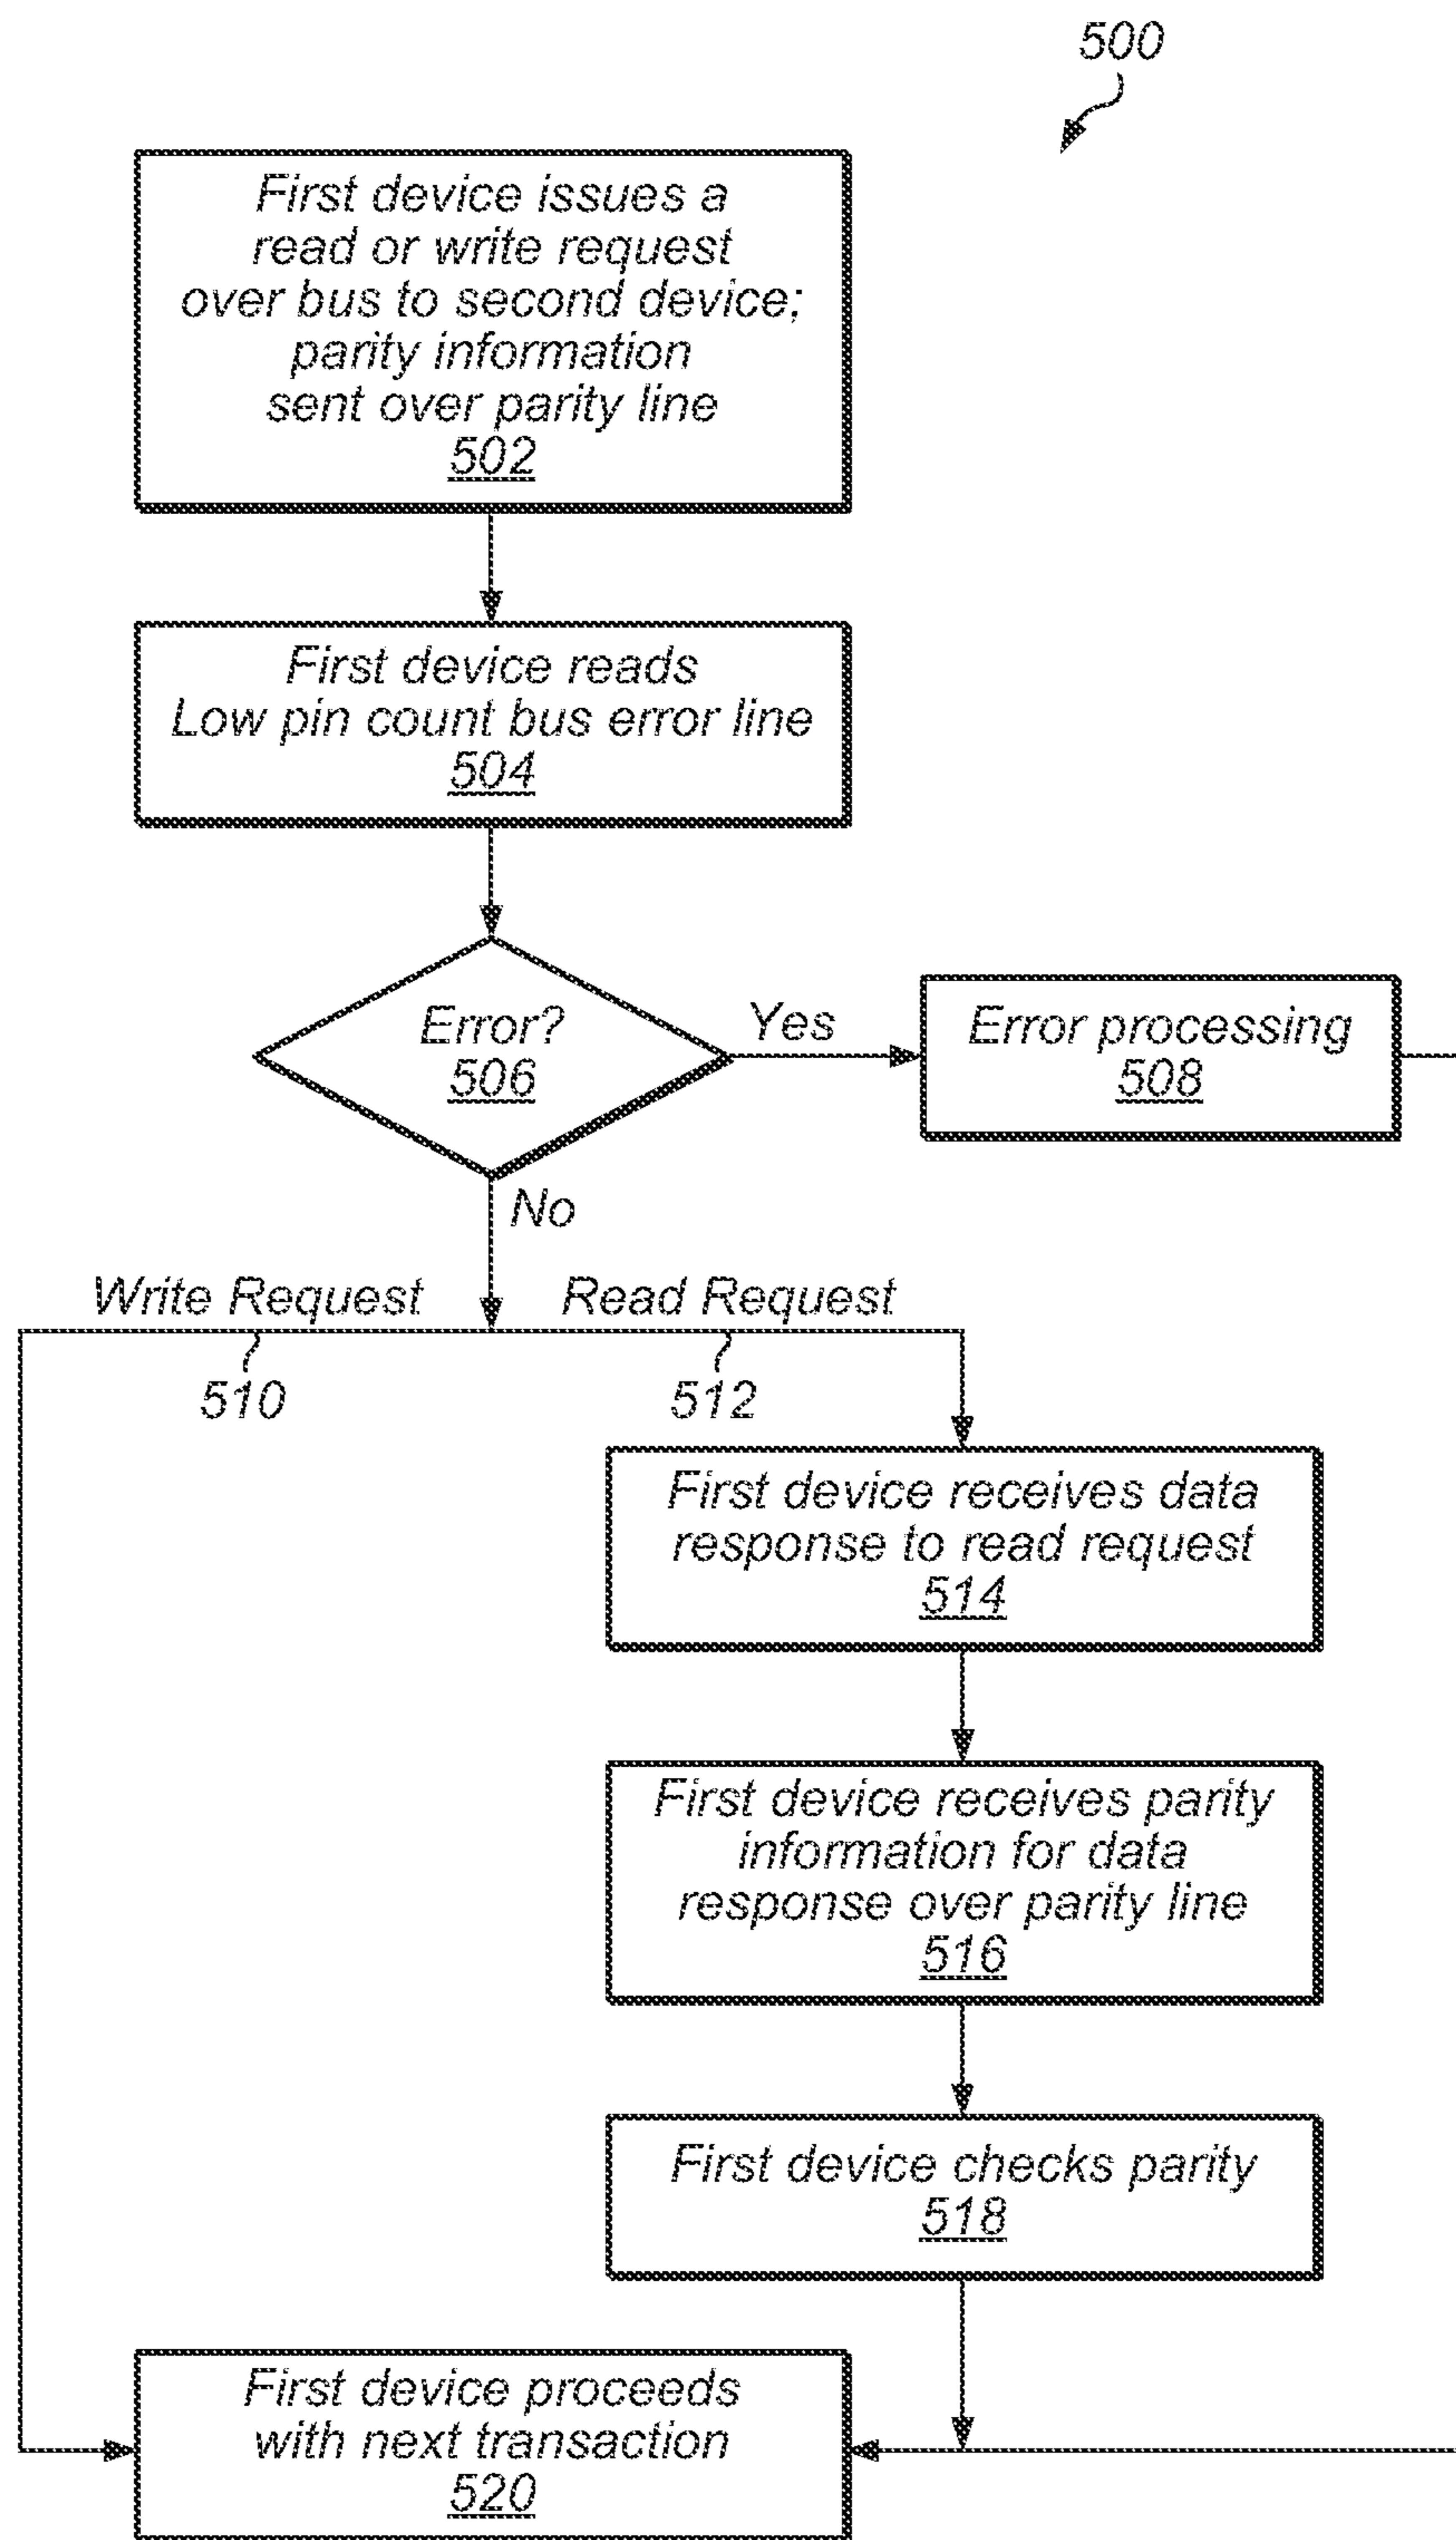 500
First device issues a
read or write request
over bus to second device;
parity information
sent over parity line
502
First device reads
Low pin count bus error line
504
Error?
506
Yes
Error processing
508
No
Write Request
Read Request
510
512
First device receives data
response to read request
514
First device receives parity
information for data
response over parity line
516
First device checks parity
518
First device proceeds
with next transaction
520